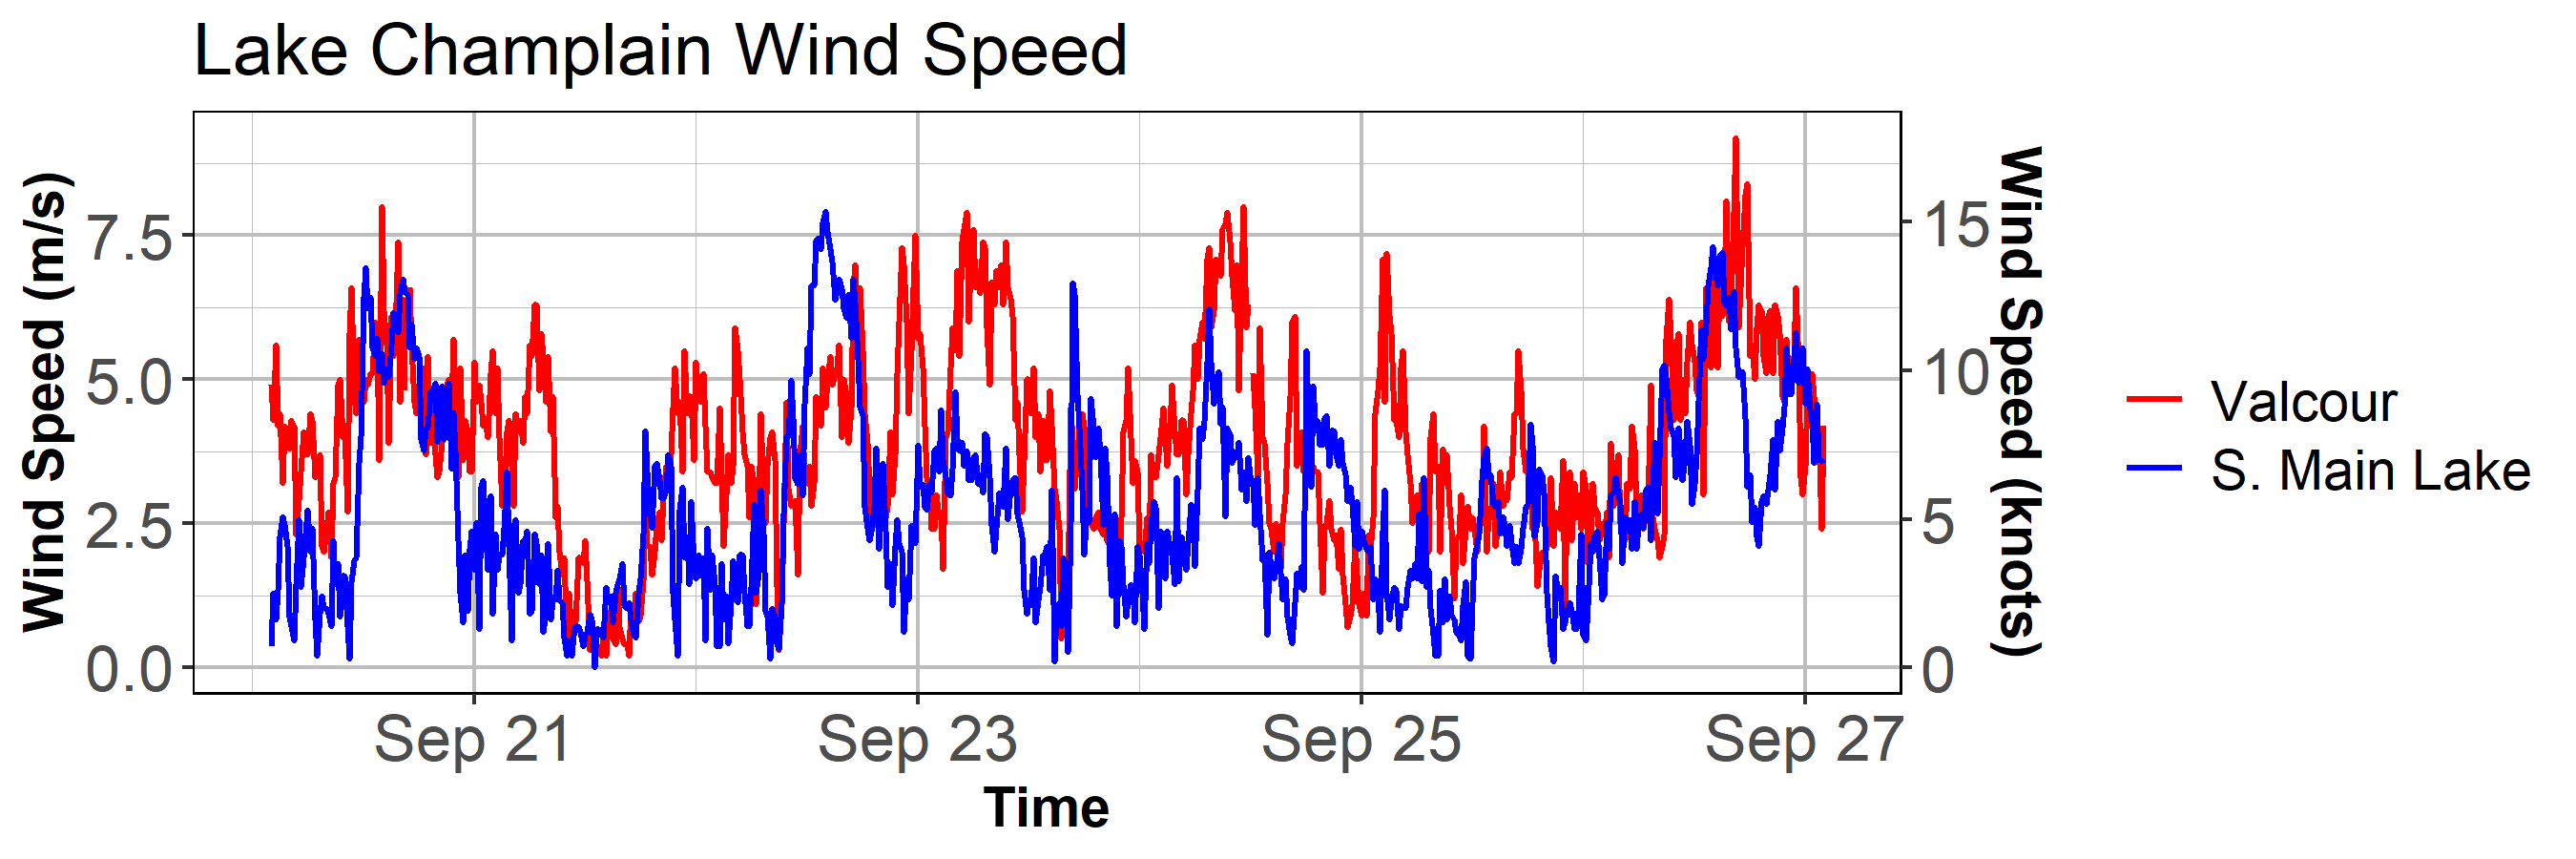 Lake Champlain Wind Speed
Wind Speed (m/s)
7.5
5.0
2.5
0.0
15
10
5
0
Wind Speed (knots)
Sep 21
Sep 23
Sep 25
Sep 27
Time
Valcour
S. Main Lake